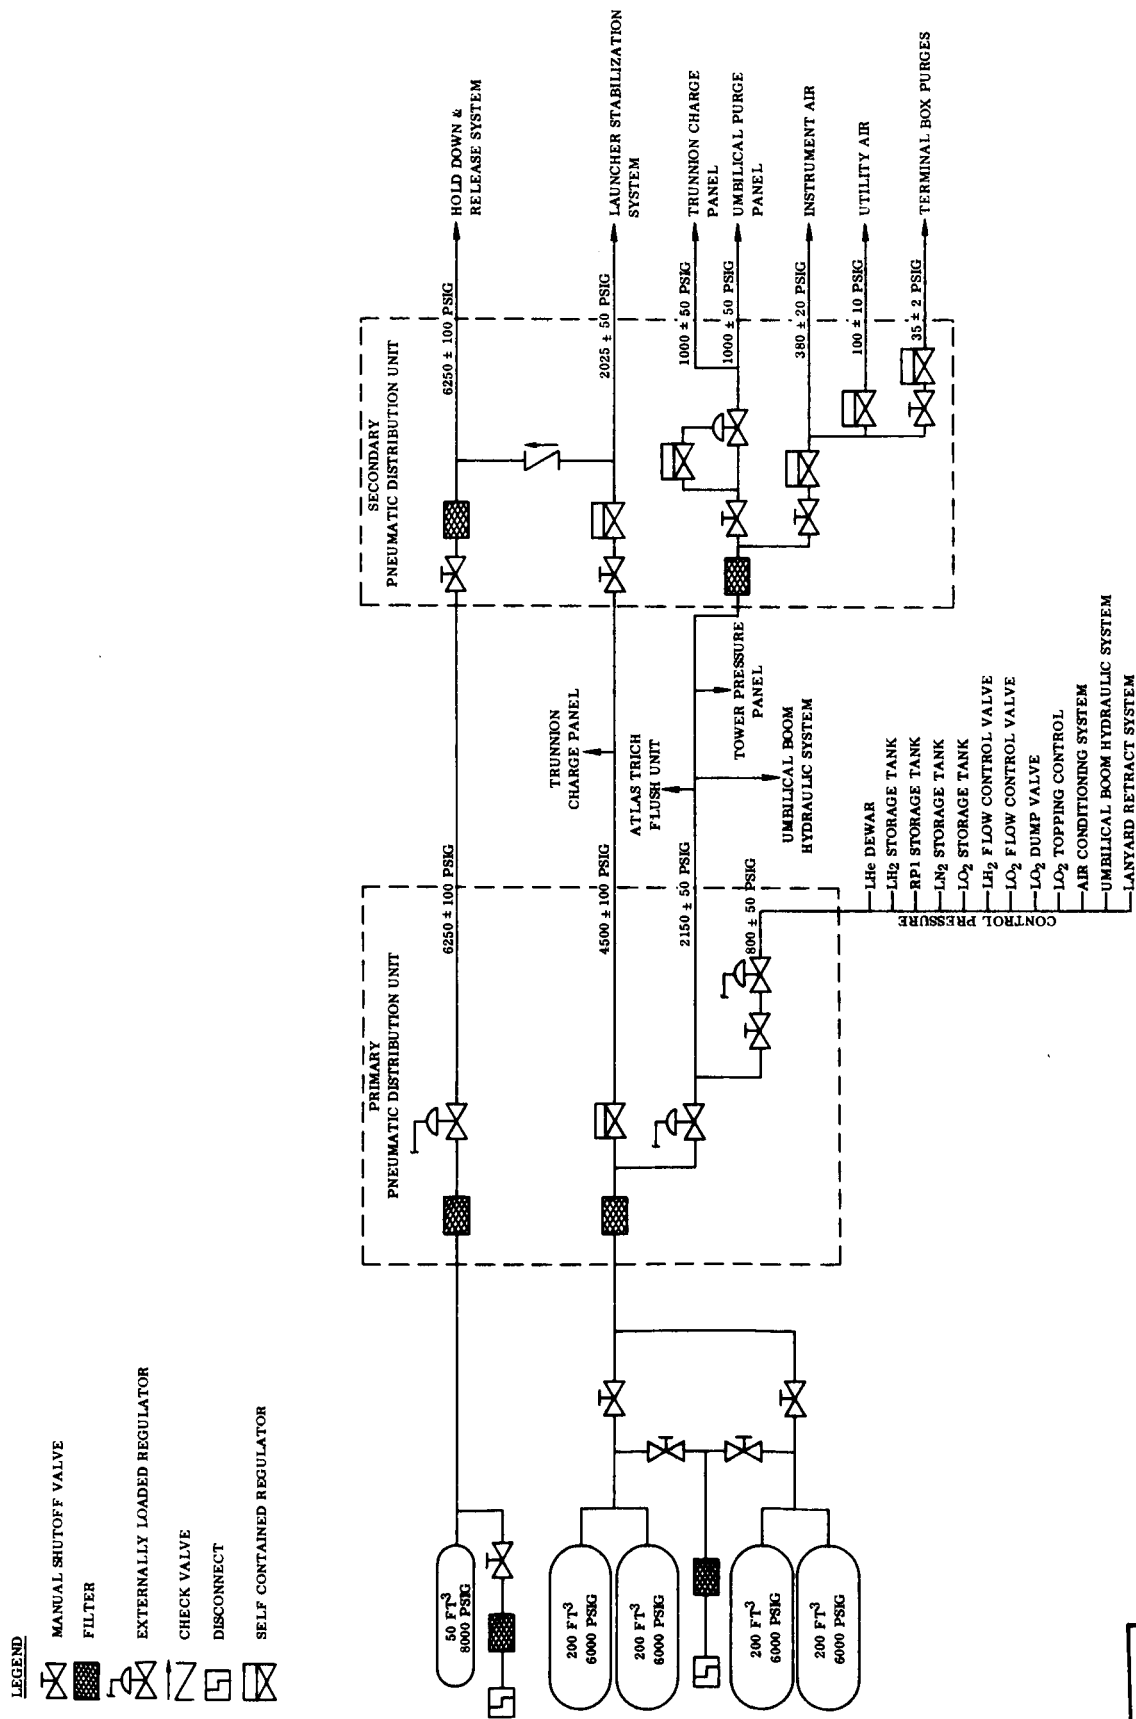 LEGEND
MANUAL SHUTOFF VALVE
FILTER
EXTERNALLY LOADED REGULATOR
CHECK VALVE
DISCONNECT
SELF CONTAINED REGULATOR
50 FT³
8000 PSIG
200 FT³
6000 PSIG
200 FT³
6000 PSIG
200 FT³
6000 PSIG
200 FT³
6000 PSIG
PRIMARY
PNEUMATIC DISTRIBUTION UNIT
6250 ± 100 PSIG
4500 ± 100 PSIG
2150 ± 50 PSIG
800 ± 50 PSIG
TRUNNION
CHARGE PANEL
ATLAS TRICH
FLUSH UNIT
UMBILICAL BOOM
HYDRAULIC SYSTEM
TOWER PRESSURE
PANEL
CONTROL PRESSURE
LHe DEWAR
LH2 STORAGE TANK
RP1 STORAGE TANK
LN2 STORAGE TANK
LO₂ STORAGE TANK
LH₂ FLOW CONTROL VALVE
LO₂ FLOW CONTROL VALVE
LO₂ DUMP VALVE
LO₂ TOPPING CONTROL
AIR CONDITIONING SYSTEM
UMBILICAL BOOM HYDRAULIC SYSTEM
LANYARD RETRACT SYSTEM
SECONDARY
PNEUMATIC DISTRIBUTION UNIT
6250 ± 100 PSIG
2025 ± 50 PSIG
1000 ± 50 PSIG
1000 ± 50 PSIG
380 ± 20 PSIG
100 ± 10 PSIG
35 ± 2 PSIG
HOLD DOWN &
RELEASE SYSTEM
LAUNCHER STABILIZATION
SYSTEM
TRUNNION CHARGE
PANEL
UMBILICAL PURGE
PANEL
INSTRUMENT AIR
UTILITY AIR
TERMINAL BOX PURGES